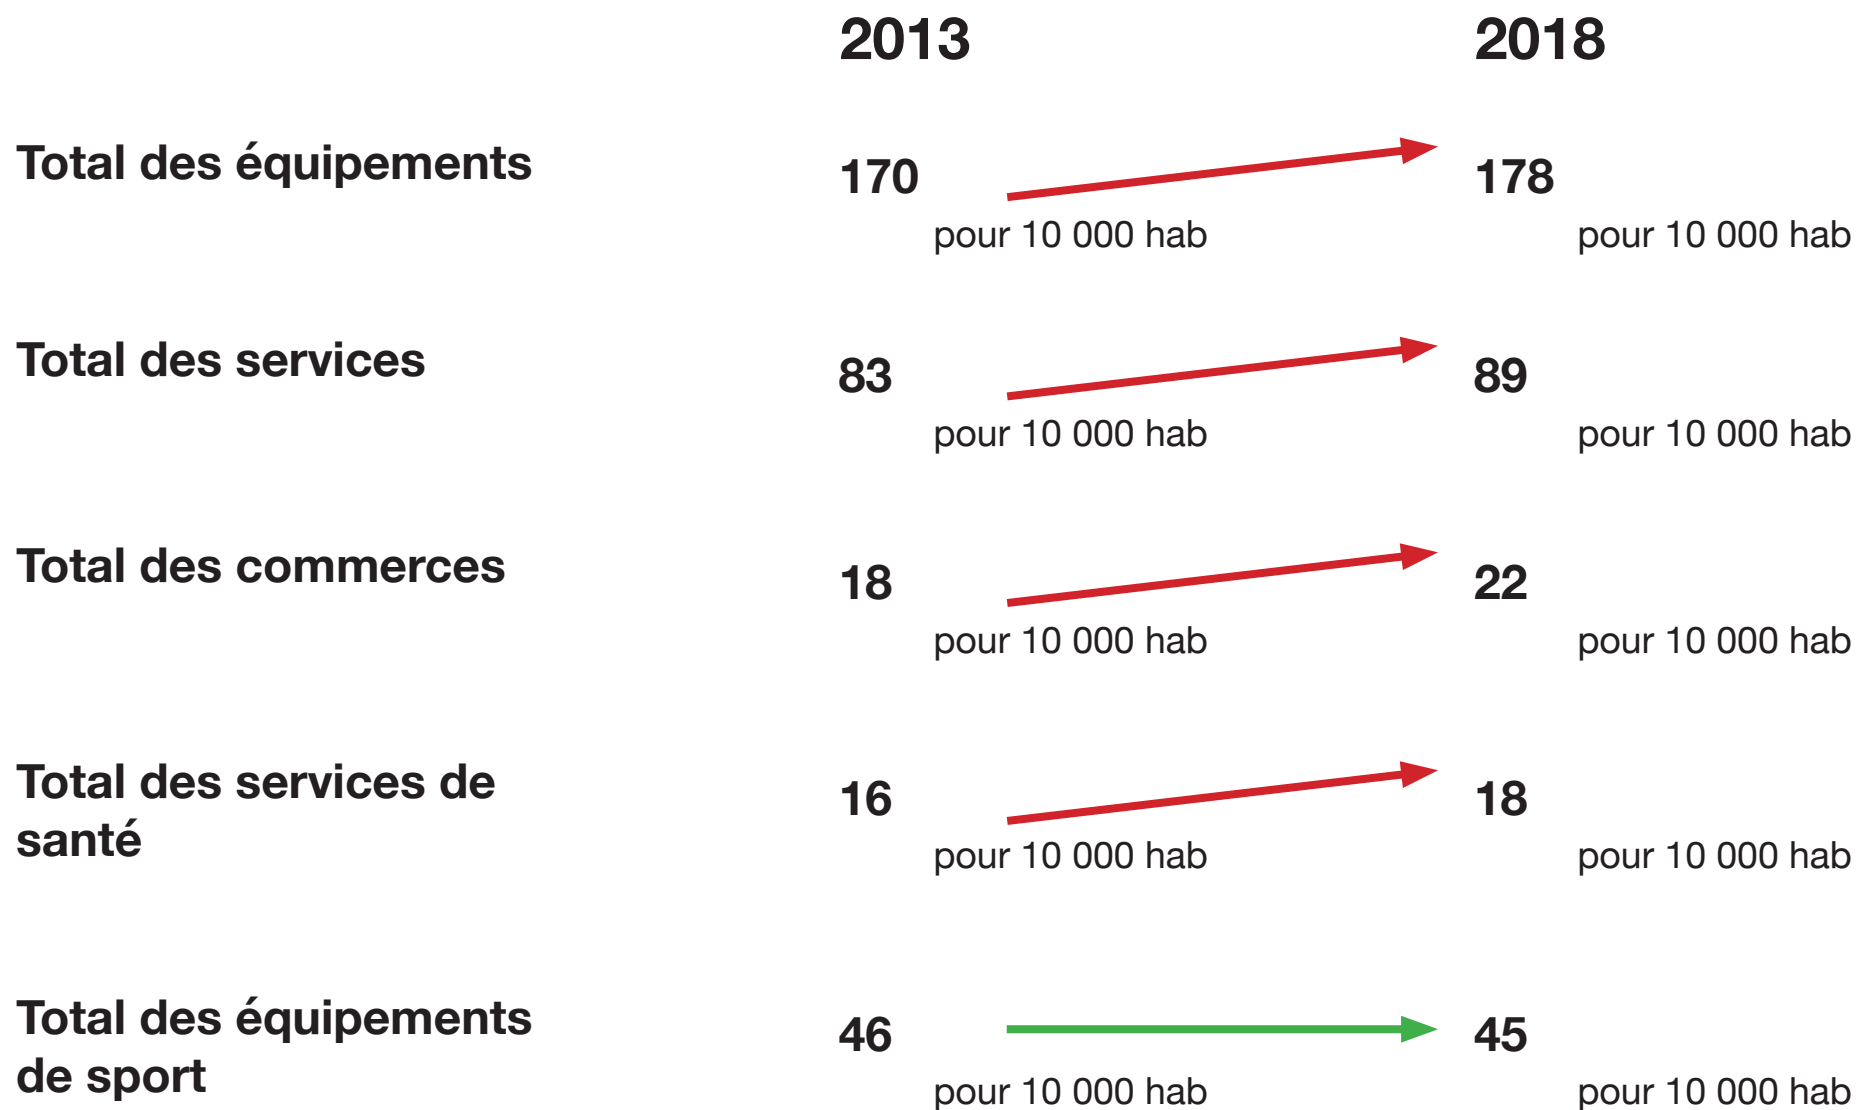 2013 2018
Total des équipements 170 178
pour 10 000 hab pour 10 000 hab
Total des services 83 89
pour 10 000 hab pour 10 000 hab
Total des commerces 18 22
pour 10 000 hab pour 10 000 hab
Total des services de
santé 16 18
pour 10 000 hab pour 10 000 hab
Total des équipements
de sport 46 45
pour 10 000 hab pour 10 000 hab